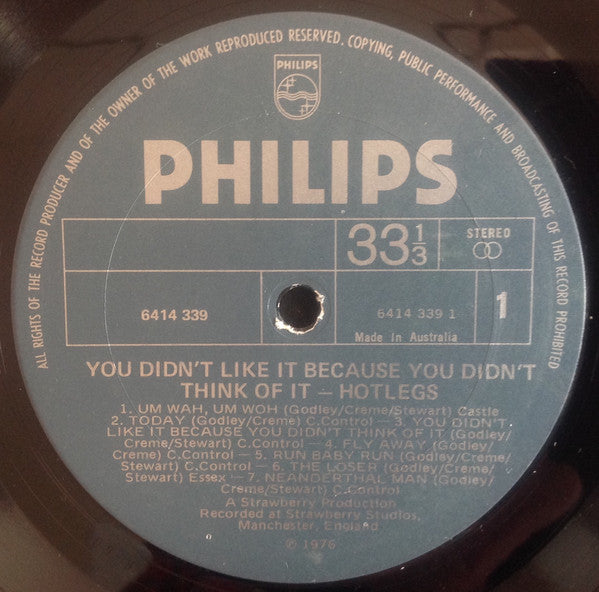 ALL RIGHTS OF THE RECORD PRODUCER AND OF THE OWNER OF THE WORK REPRODUCED RESERVED. COPYING, PUBLIC PERFORMANCE AND BROADCASTING OF THIS RECORD PROHIBITED
PHILIPS
PHILIPS
33 1/3
STEREO
6414 339
6414 339 1
1
Made In Australia
YOU DIDN'T LIKE IT BECAUSE YOU DIDN'T
THINK OF IT – HOTLEGS
1. UM WAH, UM WOH (Godley/Creme/Stewart) Castle
2. TODAY (Godley/Creme) C.Control – 3. YOU DIDN'T
LIKE IT BECAUSE YOU DIDN'T THINK OF IT (Godley/
Creme/Stewart) C.Control – 4. FLY AWAY (Godley/
Creme) C.Control – 5. RUN BABY RUN (Godley/Creme/
Stewart) C.Control – 6. THE LOSER (Godley/Creme/
Stewart) Essex – 7. NEANDERTHAL MAN (Godley/
Creme/Stewart) C.Control
A Strawberry Production
Recorded at Strawberry Studios,
Manchester, England
℗ 1976